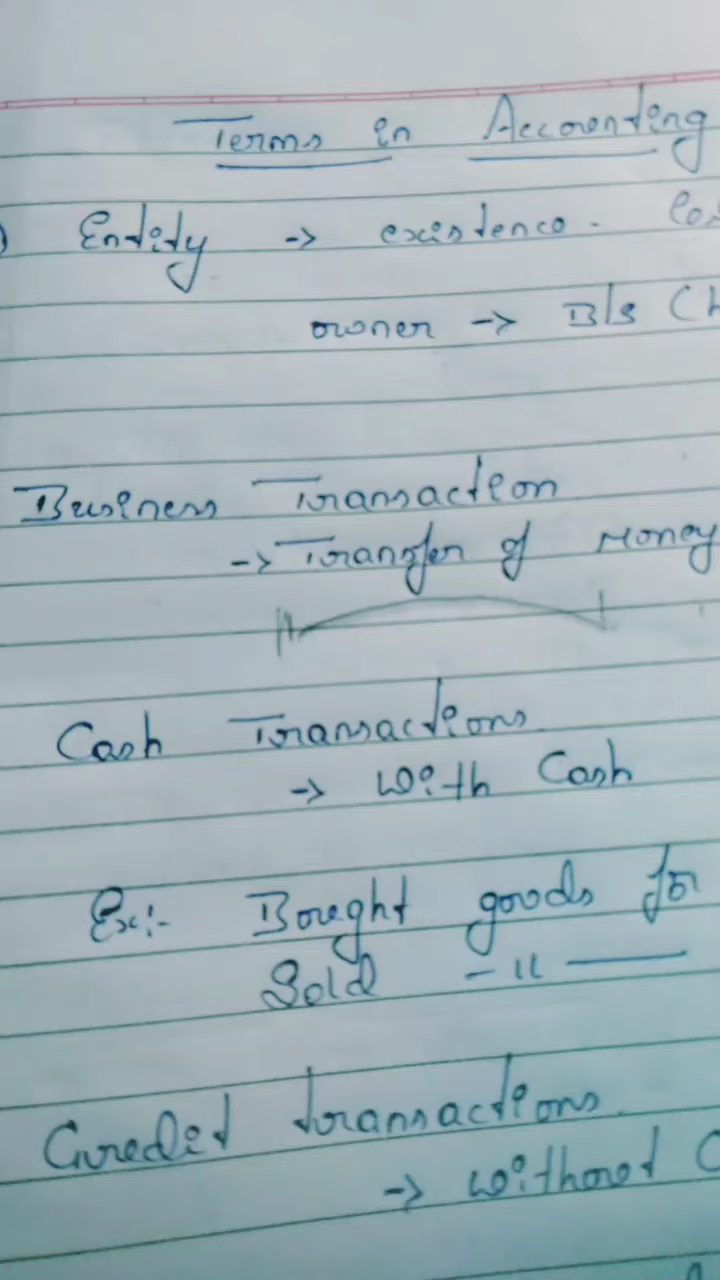 Terms in Accounting
Entity -> existence.
owner -> B/s
Business Transaction
-> Transfer of Money
Cash Transactions
-> With Cash
Ex:- Bought goods for
Sold -11-
Credit transactions.
-> Without